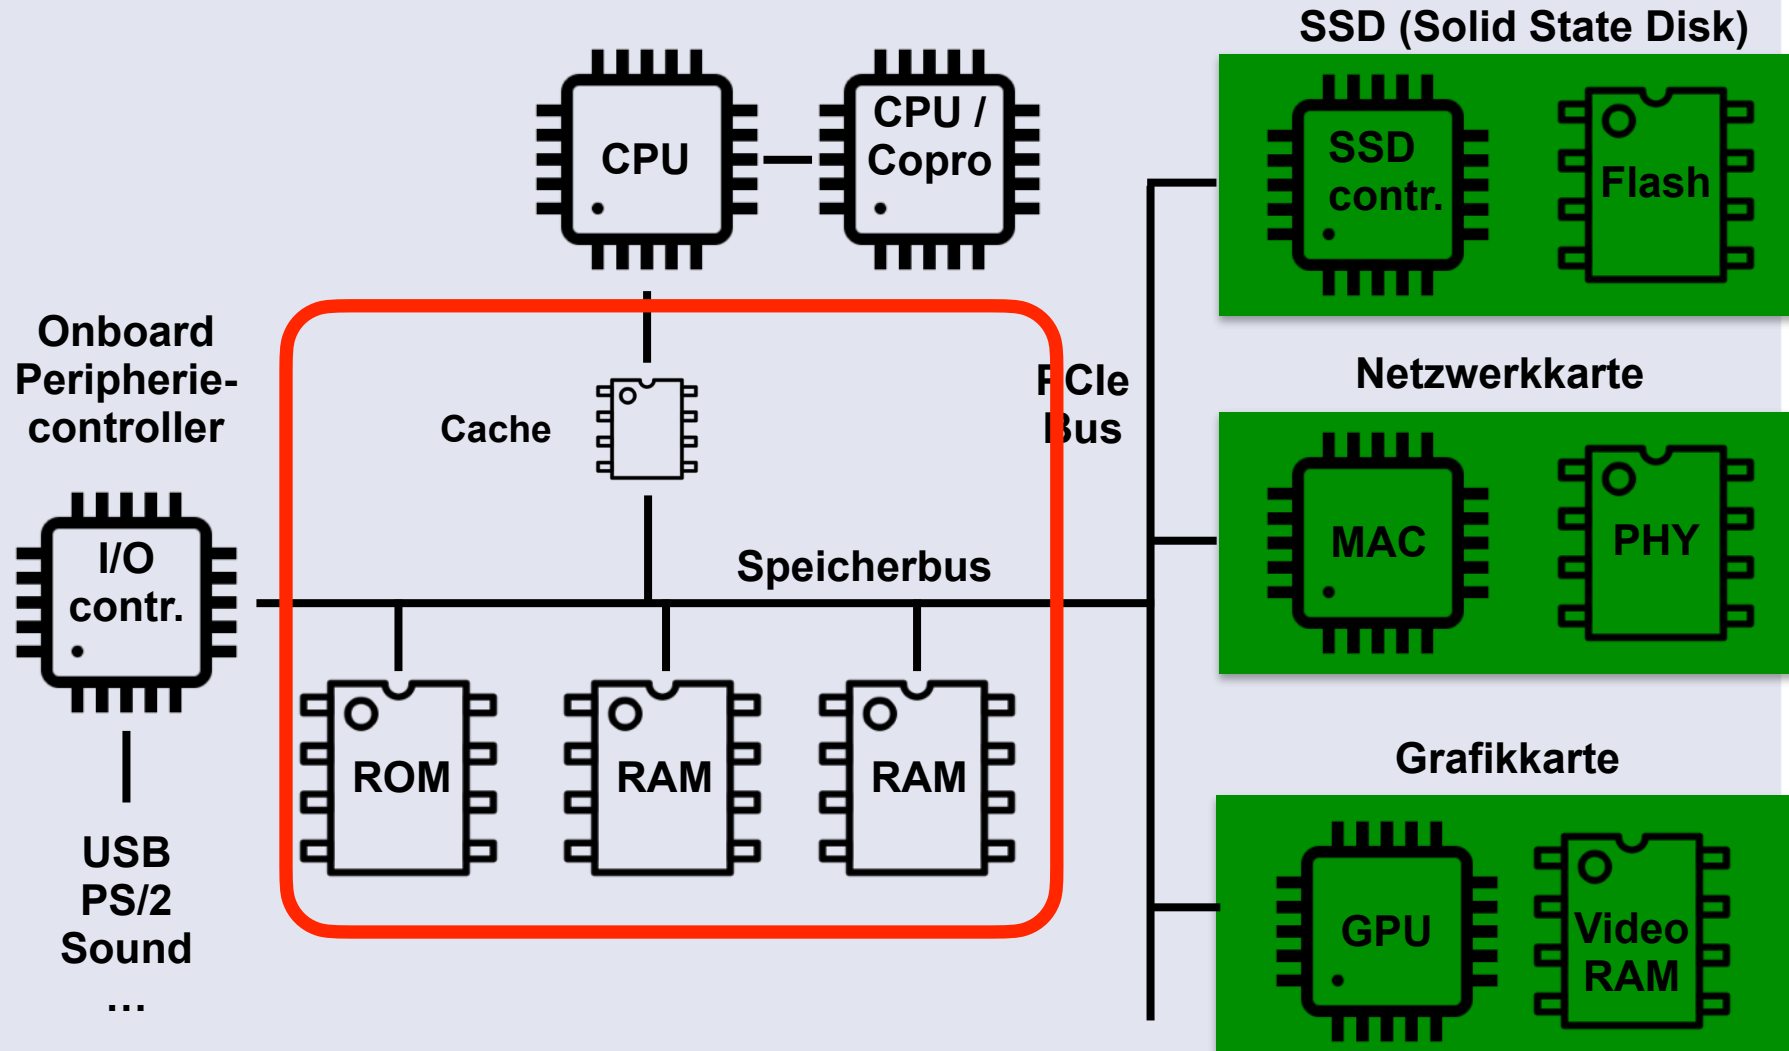 SSD (Solid State Disk)
CPU
CPU /
Copro
SSD
contr.
Flash
Onboard
Peripherie-
controller
Cache
PCIe
Bus
Netzwerkkarte
MAC
PHY
I/O
contr.
Speicherbus
ROM
RAM
RAM
USB
PS/2
Sound
...
Grafikkarte
GPU
Video
RAM